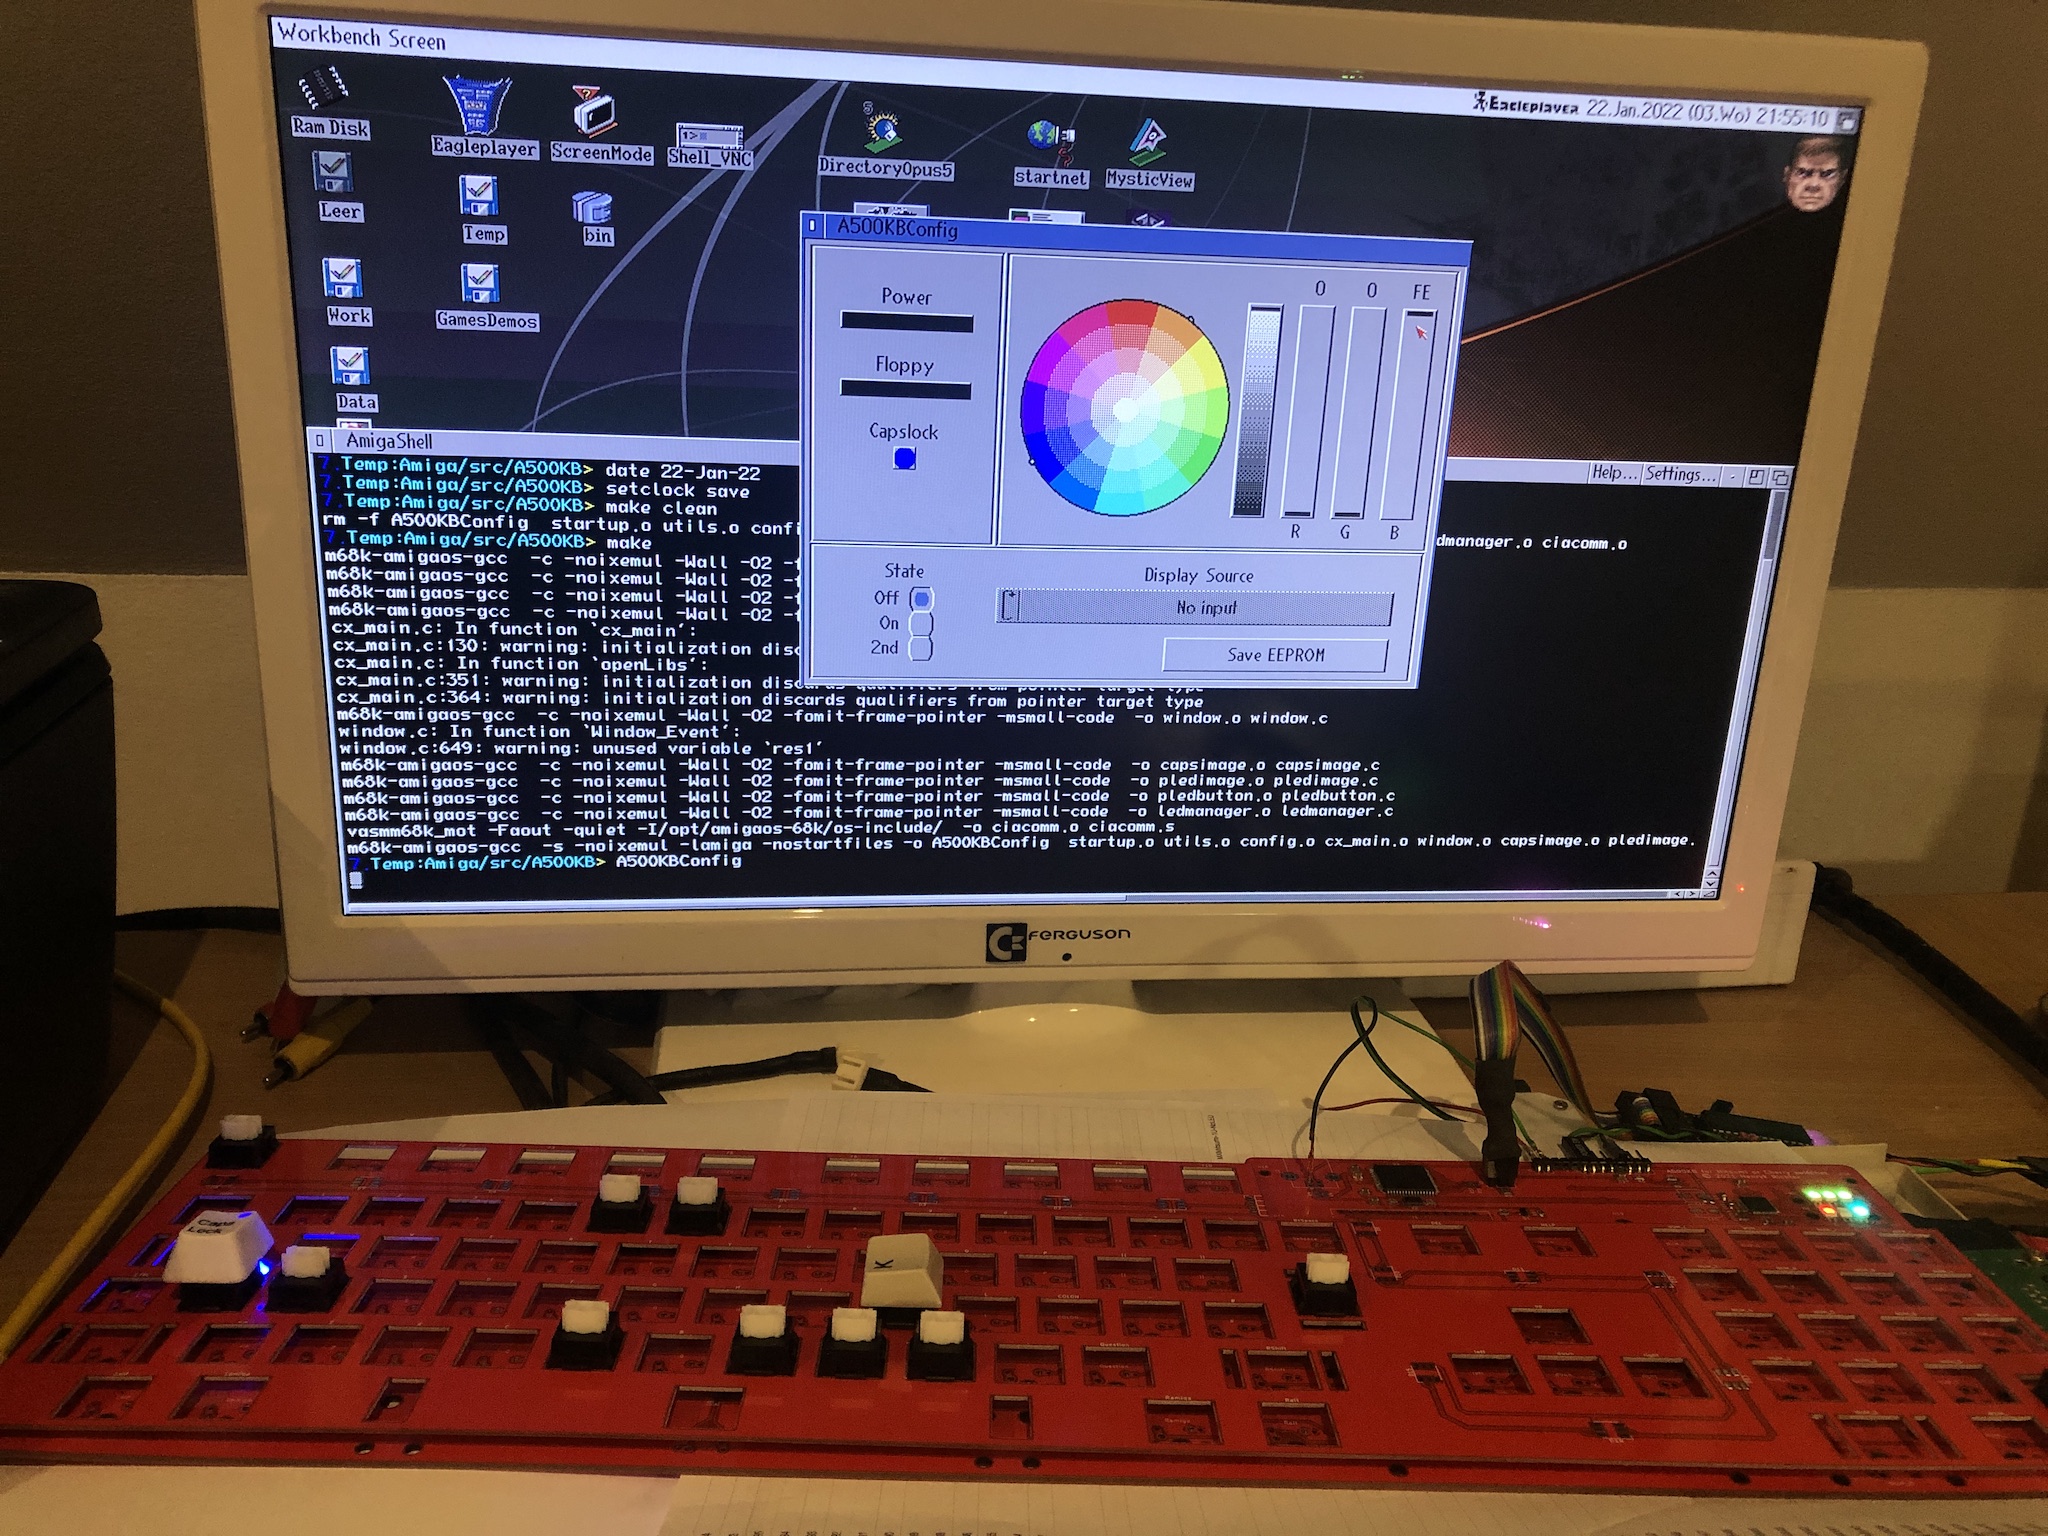 Workbench Screen
Eagleplayer 22.Jan.2022 (03.Wo) 21:55:10
Ram Disk
Eagleplayer
ScreenMode
Shell_VNC
DirectoryOpus5
startnet
MysticView
Leer
Temp
bin
Work
GamesDemos
Data
A500KBConfig
Power
Floppy
Capslock
0 0 FE
R G B
State
Off
On
2nd
Display Source
No input
Save EEPROM
AmigaShell
Help... Settings...
7.Temp:Amiga/src/A500KB> date 22-Jan-22
7.Temp:Amiga/src/A500KB> setclock save
7.Temp:Amiga/src/A500KB> make clean
rm -f A500KBConfig startup.o utils.o confi
dmanager.o ciacomm.o
7.Temp:Amiga/src/A500KB> make
m68k-amigaos-gcc -c -noixemul -Wall -O2 -f
m68k-amigaos-gcc -c -noixemul -Wall -O2 -f
m68k-amigaos-gcc -c -noixemul -Wall -O2 -f
m68k-amigaos-gcc -c -noixemul -Wall -O2 -f
cx_main.c: In function `cx_main':
cx_main.c:130: warning: initialization disc
cx_main.c: In function `openLibs':
cx_main.c:351: warning: initialization discards qualifiers from pointer target type
cx_main.c:364: warning: initialization discards qualifiers from pointer target type
m68k-amigaos-gcc -c -noixemul -Wall -O2 -fomit-frame-pointer -msmall-code -o window.o window.c
window.c: In function `Window_Event':
window.c:649: warning: unused variable `res1'
m68k-amigaos-gcc -c -noixemul -Wall -O2 -fomit-frame-pointer -msmall-code -o capsimage.o capsimage.c
m68k-amigaos-gcc -c -noixemul -Wall -O2 -fomit-frame-pointer -msmall-code -o pledimage.o pledimage.c
m68k-amigaos-gcc -c -noixemul -Wall -O2 -fomit-frame-pointer -msmall-code -o pledbutton.o pledbutton.c
m68k-amigaos-gcc -c -noixemul -Wall -O2 -fomit-frame-pointer -msmall-code -o ledmanager.o ledmanager.c
vasmm68k_mot -Faout -quiet -I/opt/amigaos-68k/os-include/ -o ciacomm.o ciacomm.s
m68k-amigaos-gcc -s -noixemul -lamiga -nostartfiles -o A500KBConfig startup.o utils.o config.o cx_main.o window.o capsimage.o pledimage.
7.Temp:Amiga/src/A500KB> A500KBConfig
FERGUSON
Caps
Lock
K